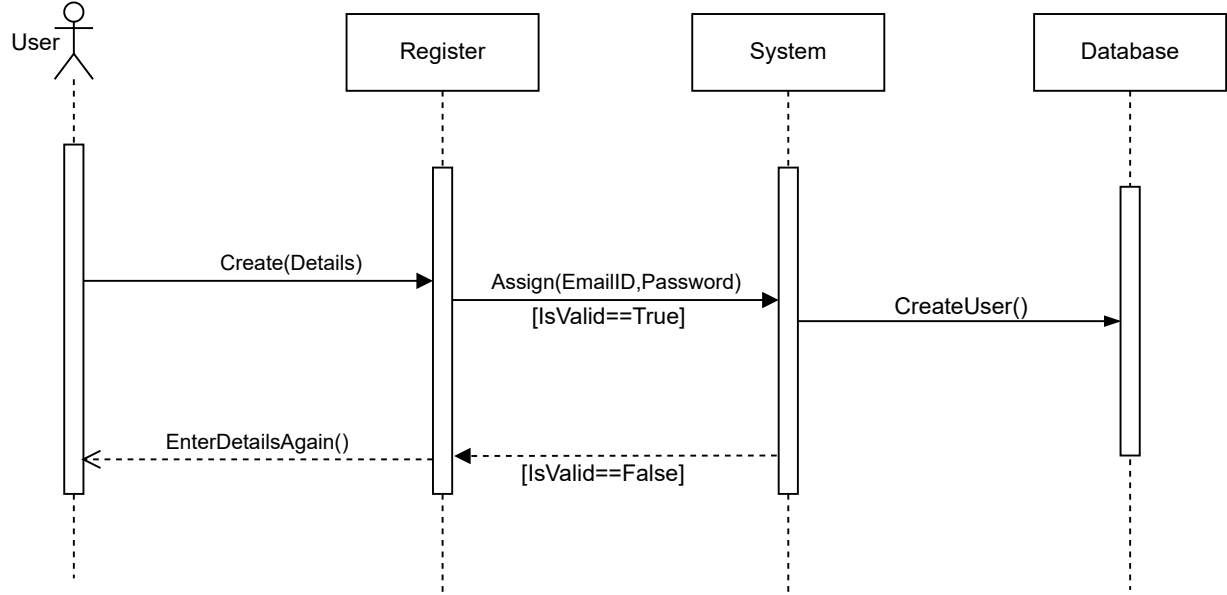 User
Register
System
Database
Create(Details)
Assign(EmailID,Password)
[IsValid==True]
CreateUser()
EnterDetailsAgain()
[IsValid==False]